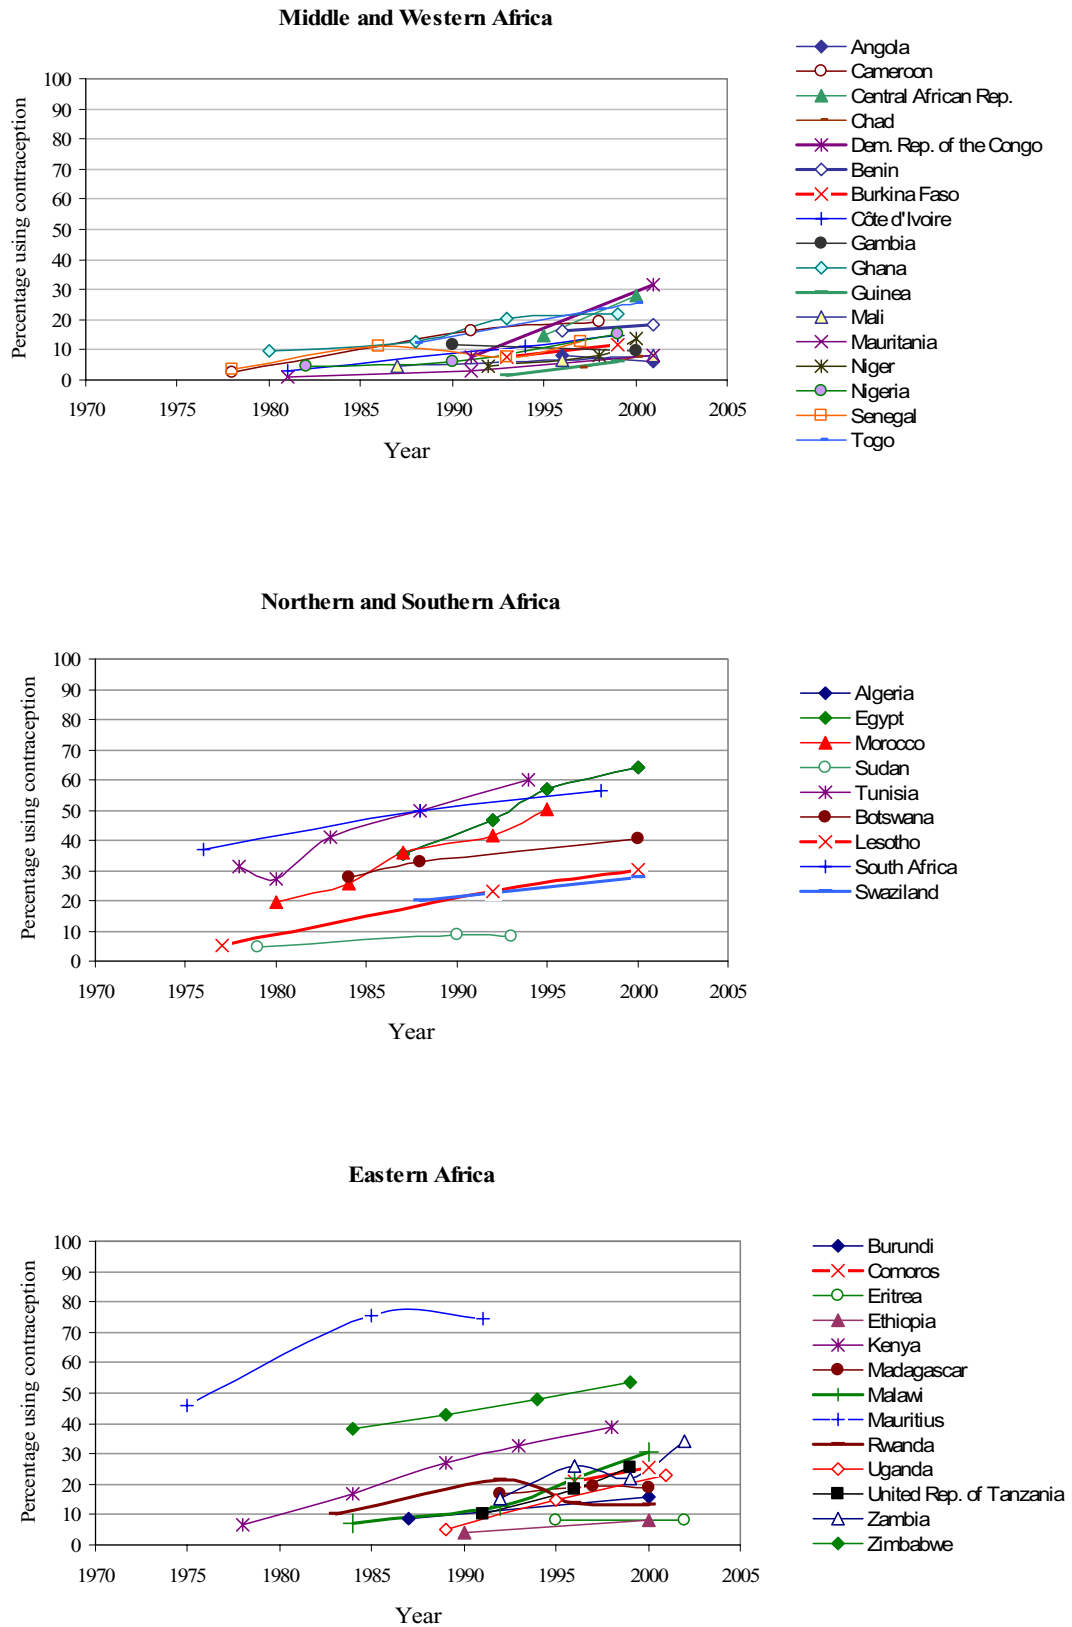 Middle and Western Africa
Percentage using contraception
100
90
80
70
60
50
40
30
20
10
0
1970 1975 1980 1985 1990 1995 2000 2005
Year
Angola
Cameroon
Central African Rep.
Chad
Dem. Rep. of the Congo
Benin
Burkina Faso
Côte d'Ivoire
Gambia
Ghana
Guinea
Mali
Mauritania
Niger
Nigeria
Senegal
Togo
Northern and Southern Africa
Percentage using contraception
100
90
80
70
60
50
40
30
20
10
0
1970 1975 1980 1985 1990 1995 2000 2005
Year
Algeria
Egypt
Morocco
Sudan
Tunisia
Botswana
Lesotho
South Africa
Swaziland
Eastern Africa
Percentage using contraception
100
90
80
70
60
50
40
30
20
10
0
1970 1975 1980 1985 1990 1995 2000 2005
Year
Burundi
Comoros
Eritrea
Ethiopia
Kenya
Madagascar
Malawi
Mauritius
Rwanda
Uganda
United Rep. of Tanzania
Zambia
Zimbabwe